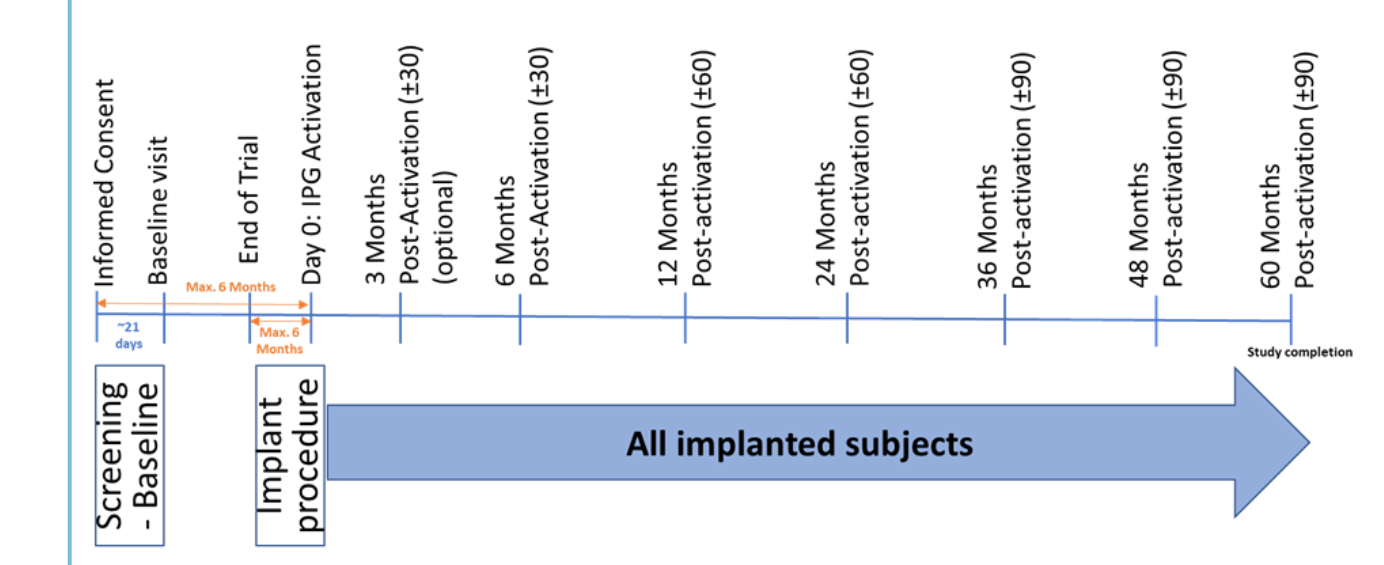 Informed Consent
Baseline visit
End of Trial
Day 0: IPG Activation
3 Months
Post-Activation (±30)
(optional)
6 Months
Post-Activation (±30)
12 Months
Post-activation (±60)
24 Months
Post-activation (±60)
36 Months
Post-activation (±90)
48 Months
Post-activation (±90)
60 Months
Post-activation (±90)
Max. 6 Months
~21
days
Max. 6
Months
Study completion
Screening
- Baseline
Implant
procedure
All implanted subjects